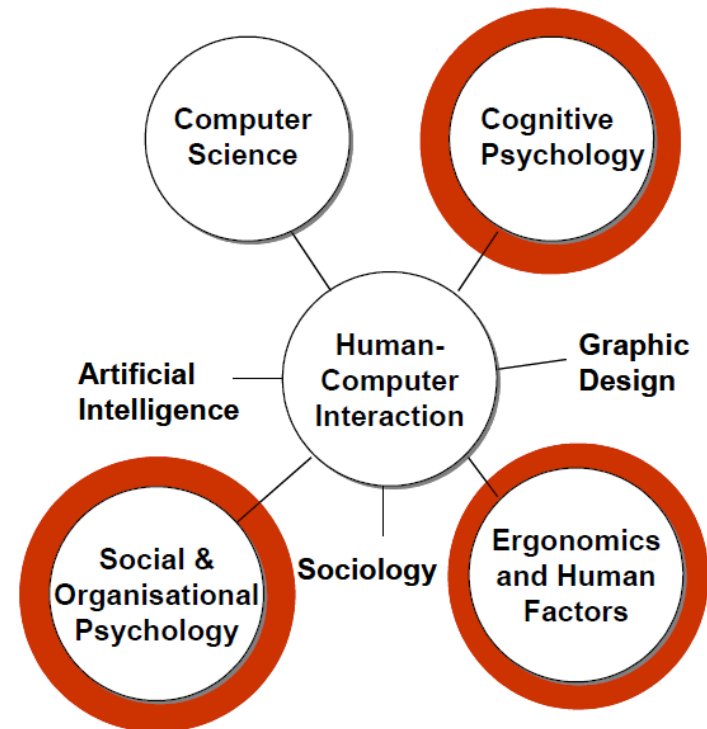 Computer
Science
Cognitive
Psychology
Human-
Computer
Interaction
Graphic
Design
Artificial
Intelligence
Social &
Organisational
Psychology
Sociology
Ergonomics
and Human
Factors